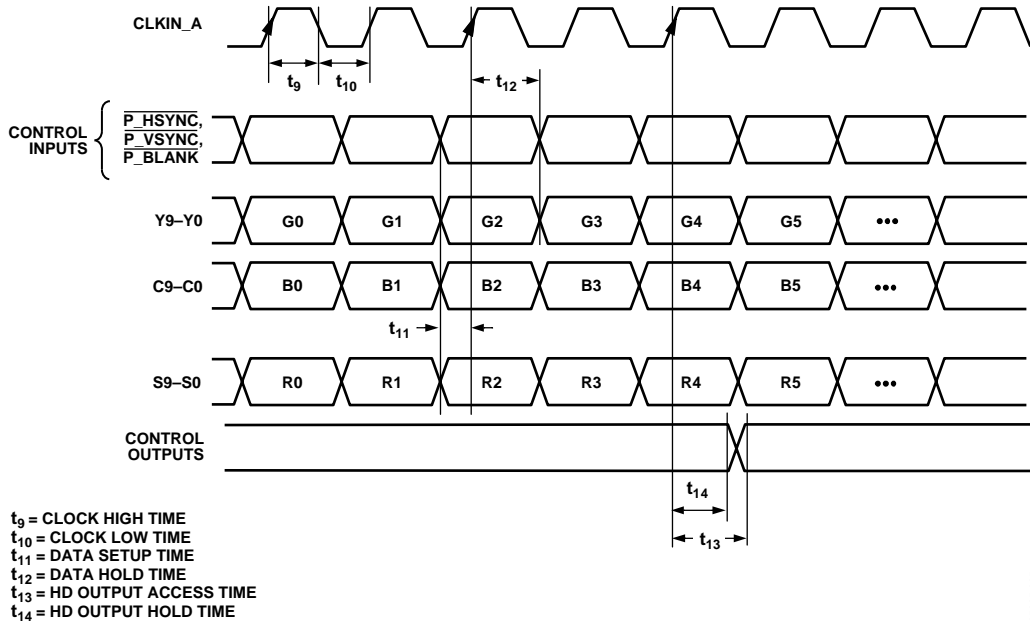 CLKIN_A
t9
t10
t12
CONTROL INPUTS
P_HSYNC,
P_VSYNC,
P_BLANK
Y9–Y0 G0 G1 G2 G3 G4 G5 •••
C9–C0 B0 B1 B2 B3 B4 B5 •••
t11
S9–S0 R0 R1 R2 R3 R4 R5 •••
CONTROL
OUTPUTS
t14
t13
t9 = CLOCK HIGH TIME
t10 = CLOCK LOW TIME
t11 = DATA SETUP TIME
t12 = DATA HOLD TIME
t13 = HD OUTPUT ACCESS TIME
t14 = HD OUTPUT HOLD TIME